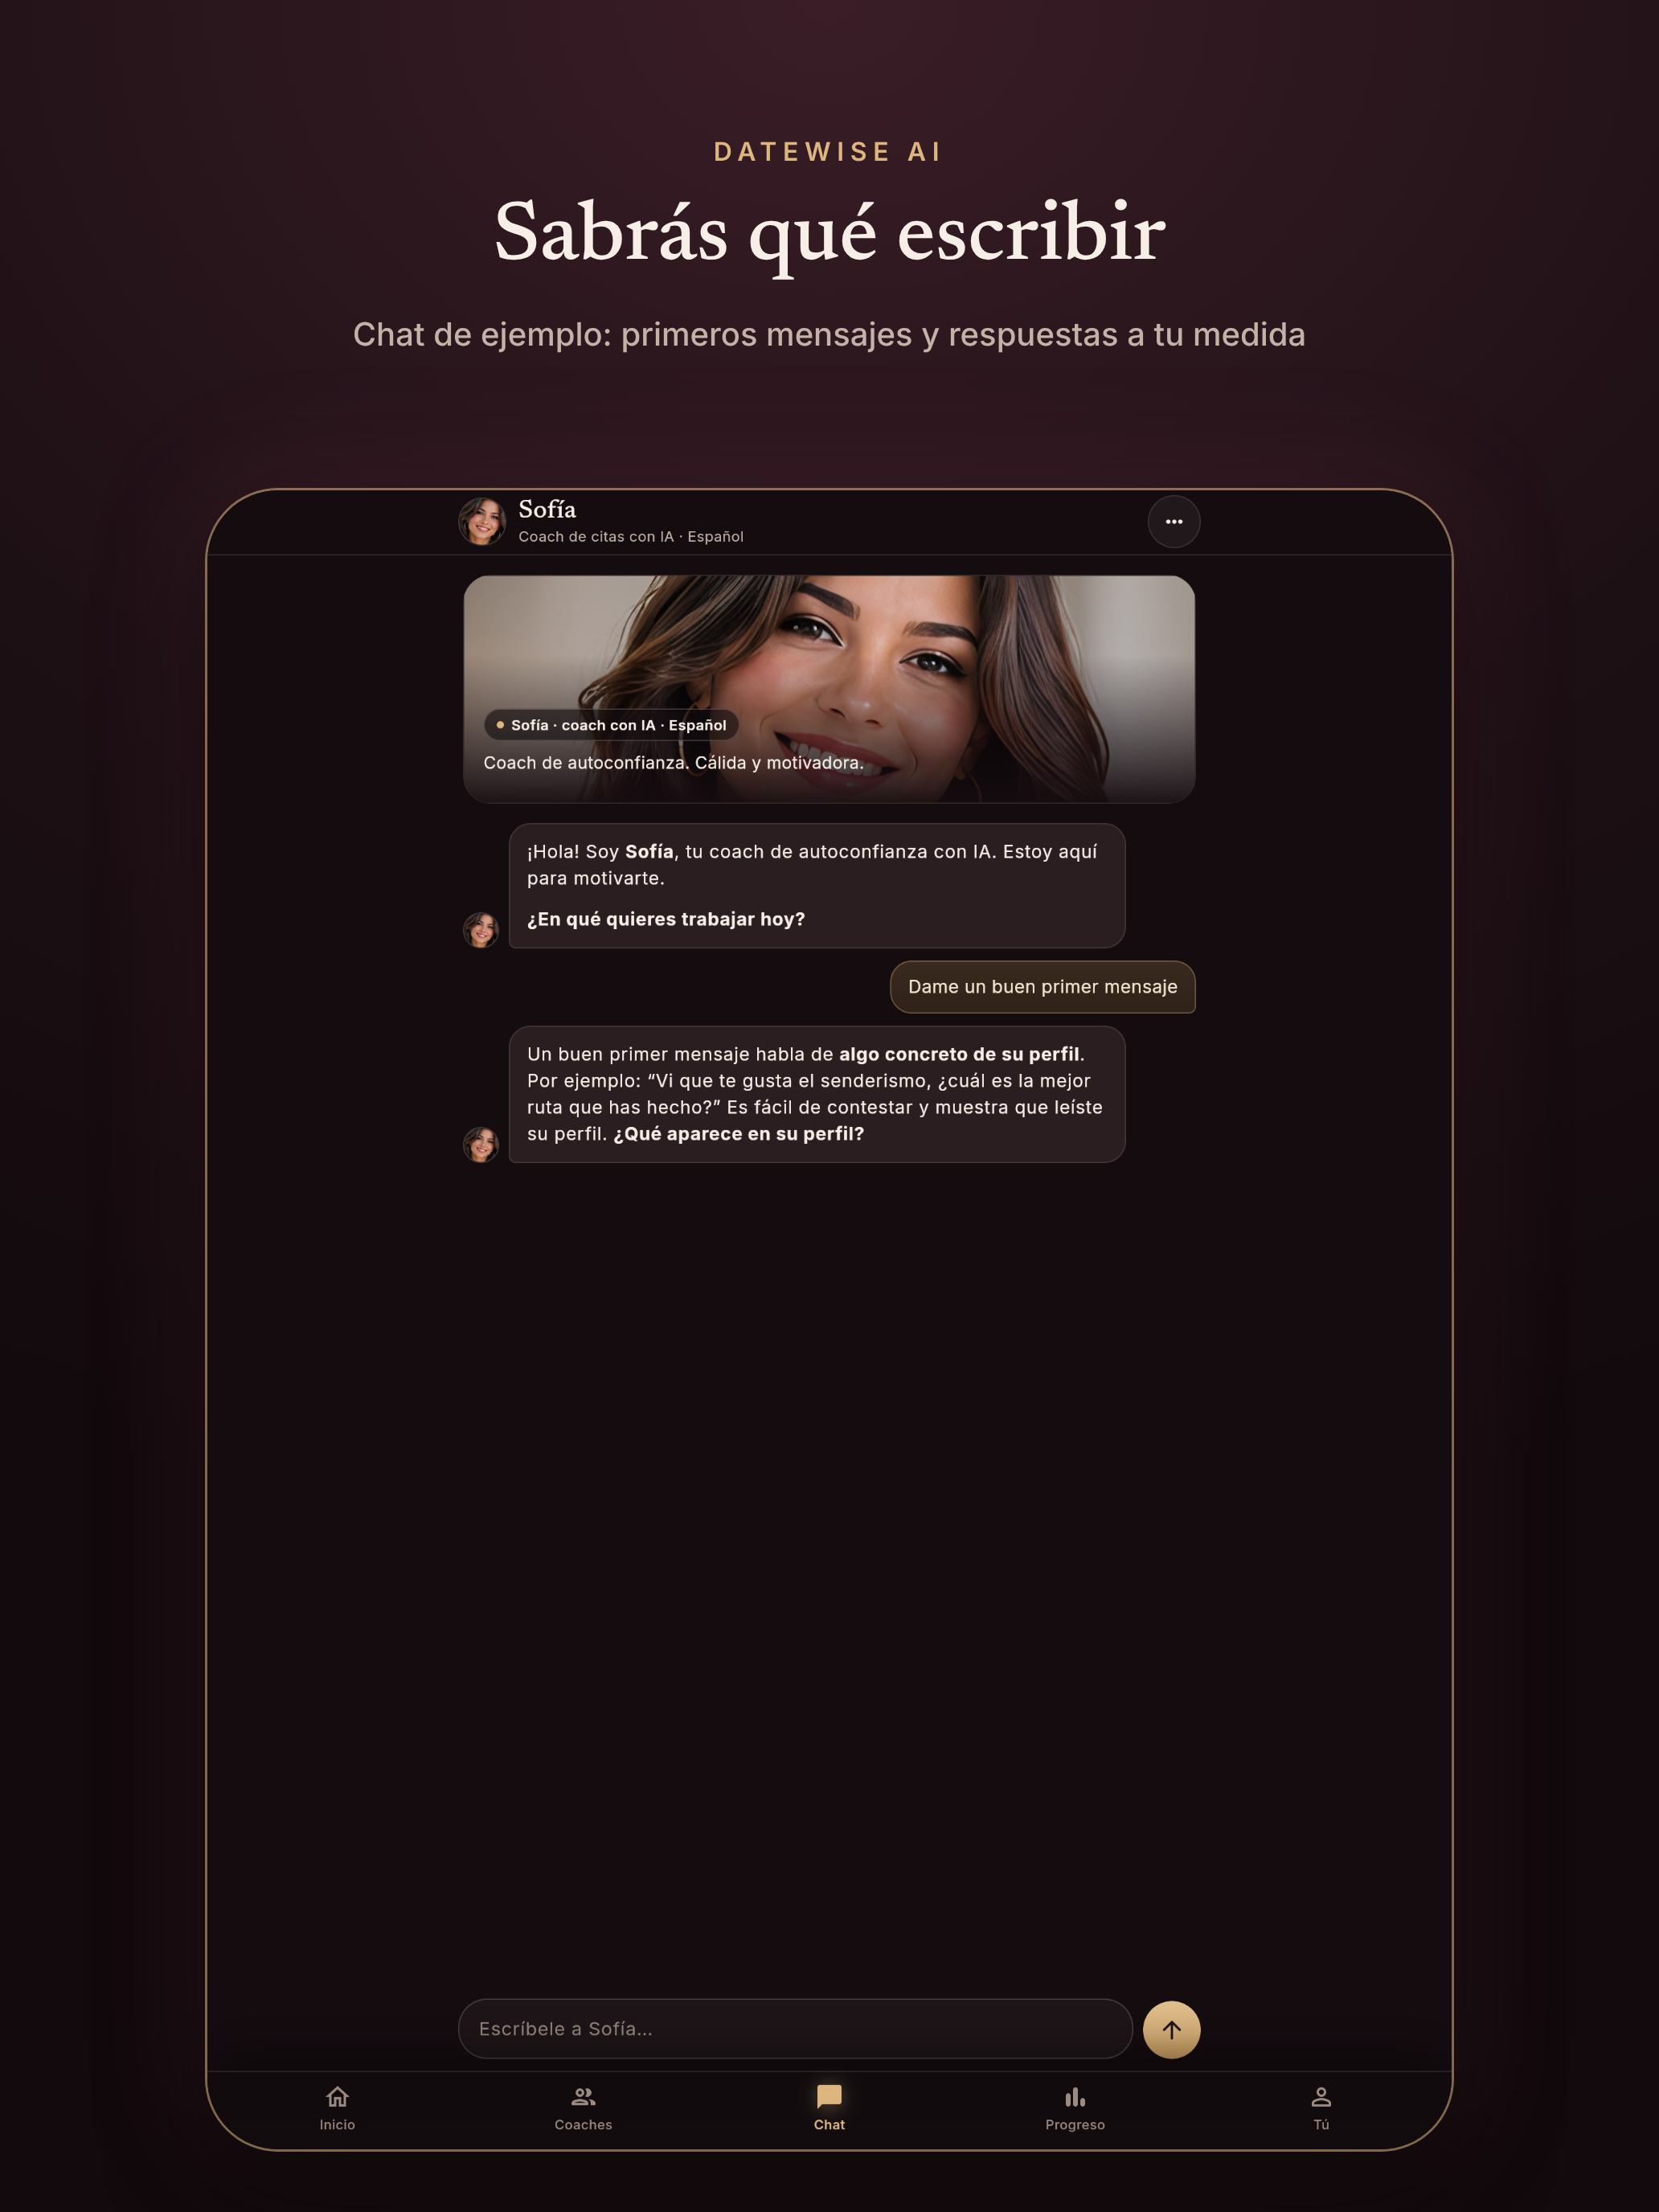 DATEWISE AI
Sabrás qué escribir
Chat de ejemplo: primeros mensajes y respuestas a tu medida
Sofía
Coach de citas con IA · Español
Sofía · coach con IA · Español
Coach de autoconfianza. Cálida y motivadora.
¡Hola! Soy Sofía, tu coach de autoconfianza con IA. Estoy aquí
para motivarte.
¿En qué quieres trabajar hoy?
Dame un buen primer mensaje
Un buen primer mensaje habla de algo concreto de su perfil.
Por ejemplo: “Vi que te gusta el senderismo, ¿cuál es la mejor
ruta que has hecho?” Es fácil de contestar y muestra que leíste
su perfil. ¿Qué aparece en su perfil?
Escríbele a Sofía...
Inicio
Coaches
Chat
Progreso
Tú